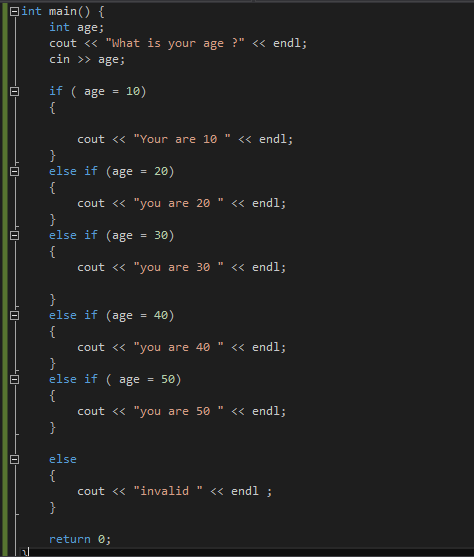 int main() {
int age;
cout << "What is your age ?" << endl;
cin >> age;
if ( age = 10)
{
cout << "Your are 10 " << endl;
}
else if (age = 20)
{
cout << "you are 20 " << endl;
}
else if (age = 30)
{
cout << "you are 30 " << endl;
}
else if (age = 40)
{
cout << "you are 40 " << endl;
}
else if ( age = 50)
{
cout << "you are 50 " << endl;
}
else
{
cout << "invalid " << endl ;
}
return 0;
}